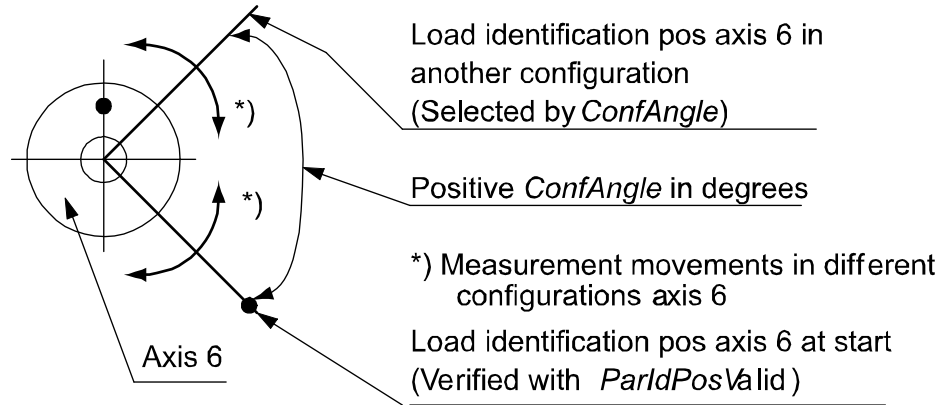 Load identification pos axis 6 in
another configuration
(Selected by ConfAngle)
*)
Positive ConfAngle in degrees
*)
*) Measurement movements in different
configurations axis 6
Load identification pos axis 6 at start
Axis 6
(Verified with ParIdPosValid)